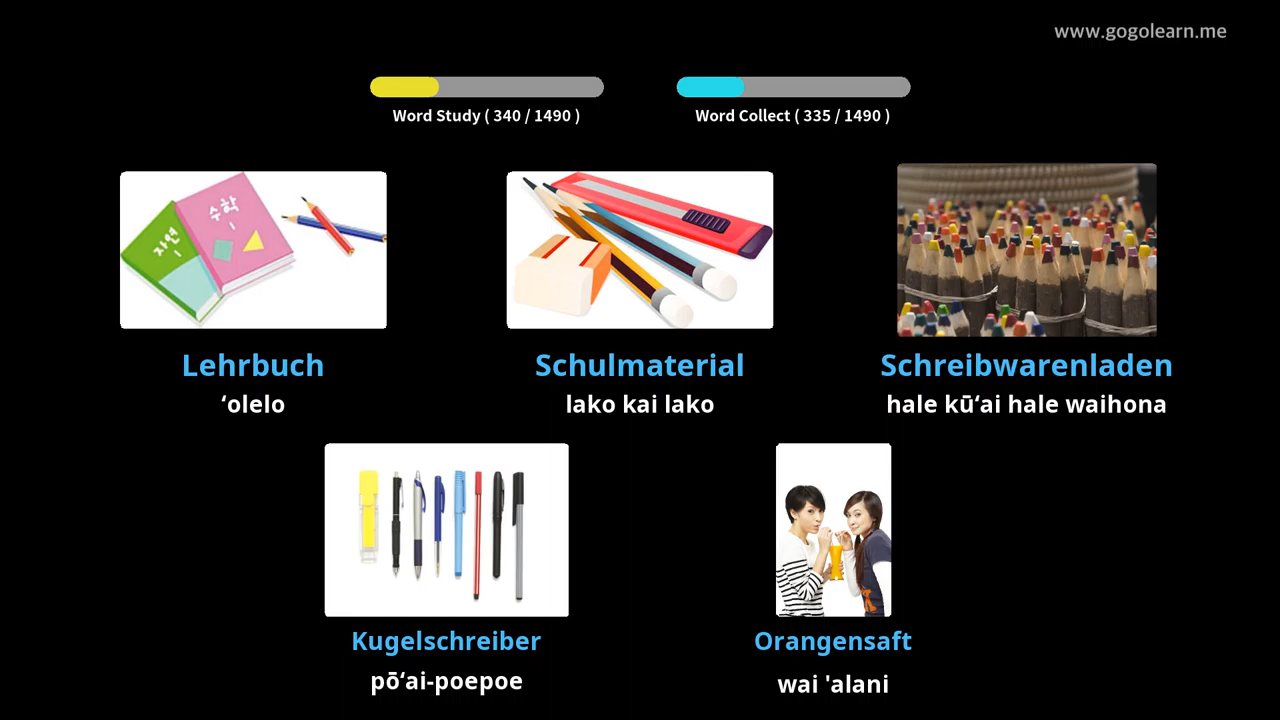 www.gogolearn.me
Word Study ( 340 / 1490 )
Word Collect ( 335 / 1490 )
자연
수학
Lehrbuch
ʻolelo
Schulmaterial
lako kai lako
Schreibwarenladen
hale kūʻai hale waihona
Kugelschreiber
pōʻai-poepoe
Orangensaft
wai 'alani